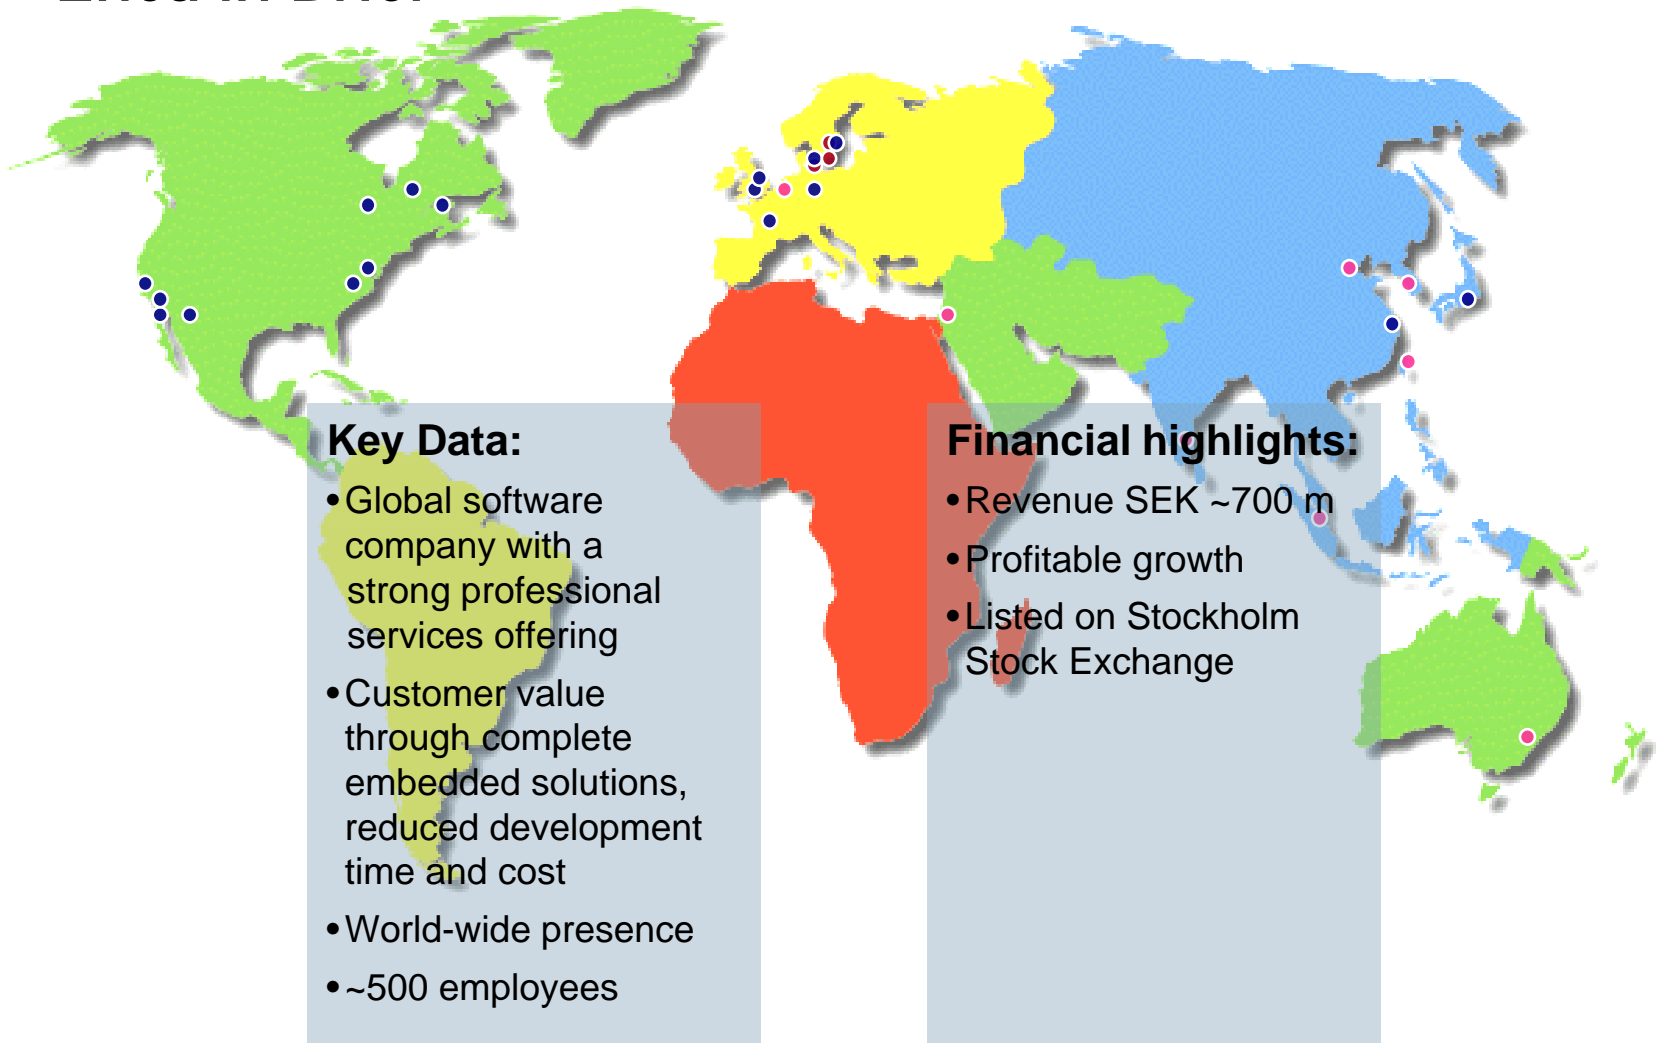 Key Data:
•Global software
company with a
strong professional
services offering
•Customer value
through complete
embedded solutions,
reduced development
time and cost
•World-wide presence
•~500 employees
Financial highlights:
•Revenue SEK ~700 m
•Profitable growth
•Listed on Stockholm
Stock Exchange